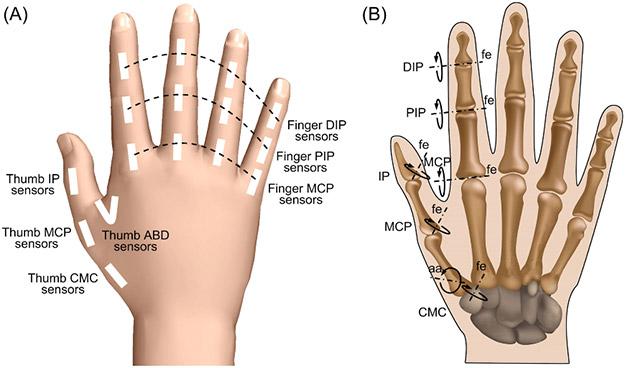 (A)
Finger DIP
sensors
Finger PIP
sensors
Finger MCP
sensors
Thumb IP
sensors
Thumb MCP
sensors
Thumb ABD
sensors
Thumb CMC
sensors
(B)
DIP
fe
PIP
fe
fe
MCP
fe
IP
fe
MCP
aa
fe
CMC